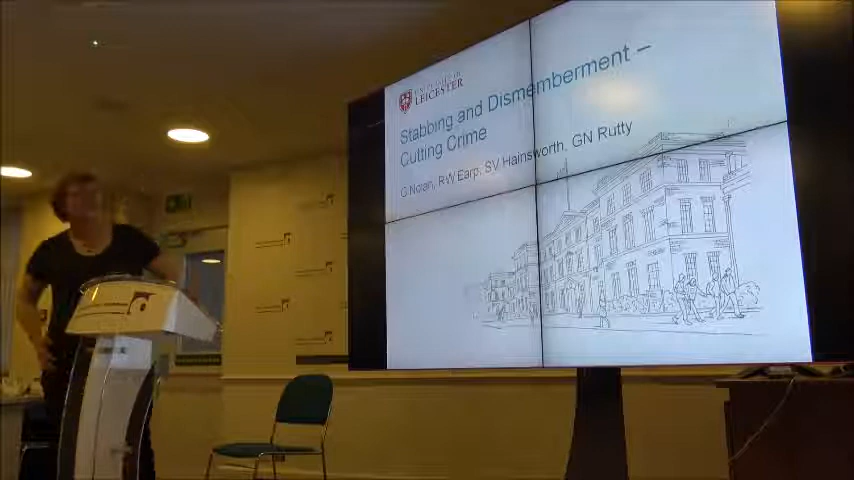 UNIVERSITY OF
LEICESTER
Stabbing and Dismemberment –
Cutting Crime
G Nolan, RW Earp, SV Hainsworth, GN Rutty